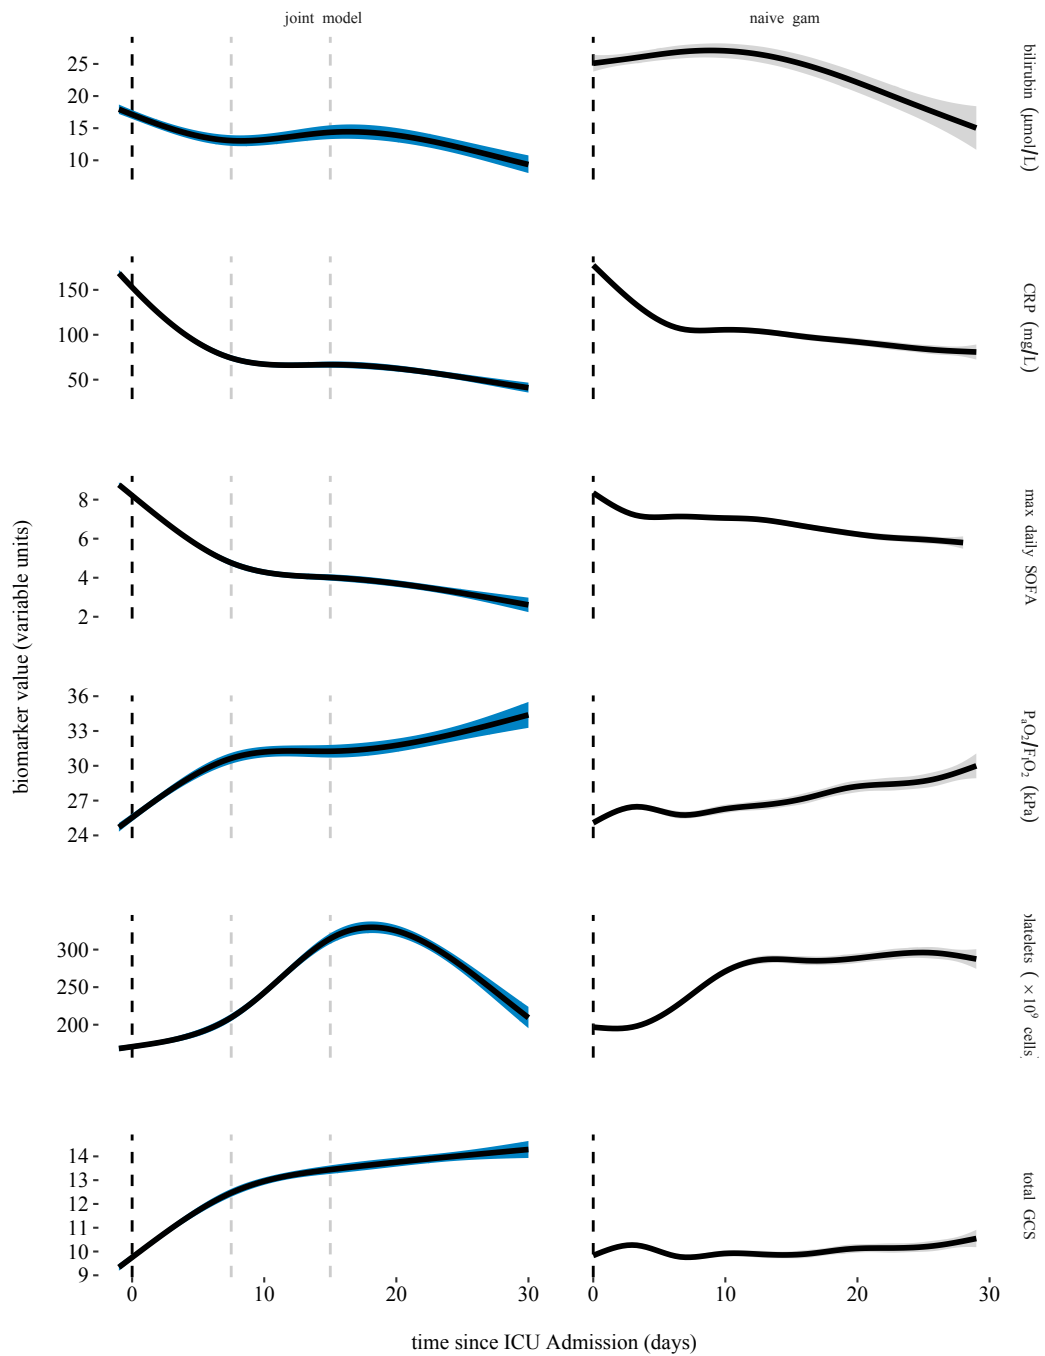 joint model
naive gam
25
20
15
10
bilirubin (μmol/L)
150
100
50
CRP (mg/L)
8
6
4
2
max daily SOFA
36
33
30
27
24
PaO₂/FIO₂ (kPa)
300
250
200
platelets ( ×10⁹ cells
14
13
12
11
10
9
total GCS
0 10 20 30
0 10 20 30
time since ICU Admission (days)
biomarker value (variable units)